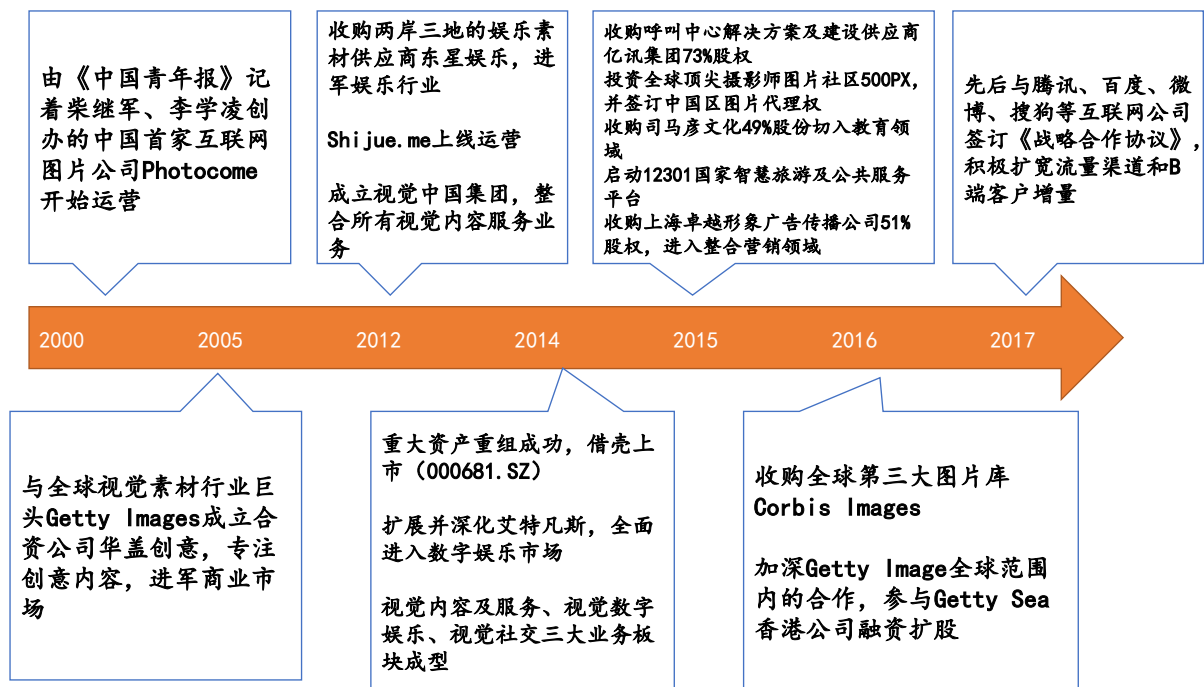 由《中国青年报》记
着柴继军、李学凌创
办的中国首家互联网
图片公司Photocome
开始运营
收购两岸三地的娱乐素
材供应商东星娱乐，进
军娱乐行业
Shijue.me上线运营
成立视觉中国集团，整
合所有视觉内容服务业
务
收购呼叫中心解决方案及建设供应商
亿讯集团73%股权
投资全球顶尖摄影师图片社区500PX，
并签订中国区图片代理权
收购司马彦文化49%股份切入教育领
域
启动12301国家智慧旅游及公共服务
平台
收购上海卓越形象广告传播公司51%
股权，进入整合营销领域
先后与腾讯、百度、微
博、搜狗等互联网公司
签订《战略合作协议》，
积极扩宽流量渠道和B
端客户增量
2000 2005 2012 2014 2015 2016 2017
与全球视觉素材行业巨
头Getty Images成立合
资公司华盖创意，专注
创意内容，进军商业市
场
重大资产重组成功，借壳上
市（000681.SZ）
扩展并深化艾特凡斯，全面
进入数字娱乐市场
视觉内容及服务、视觉数字
娱乐、视觉社交三大业务板
块成型
收购全球第三大图片库
Corbis Images
加深Getty Image全球范围
内的合作，参与Getty Sea
香港公司融资扩股